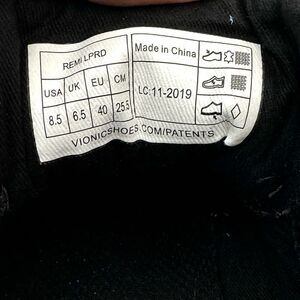 REMI LPRD
USA UK EU CM
8.5 6.5 40 25.5
Made in China
LC:11-2019
VIONICSHOES.COM/PATENTS